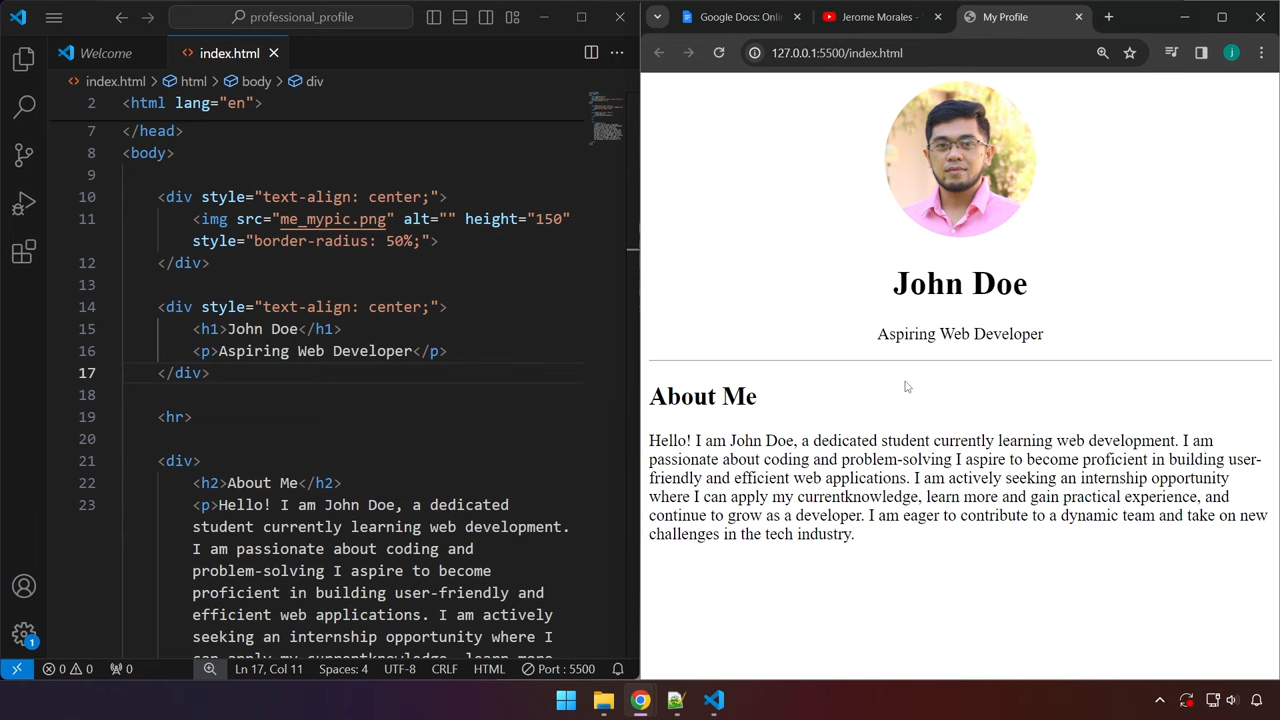 professional_profile
Welcome
index.html
index.html > html > body > div
2 <html lang="en">
7 </head>
8 <body>
9
10 <div style="text-align: center;">
11 <img src="me_mypic.png" alt="" height="150"
style="border-radius: 50%;">
12 </div>
13
14 <div style="text-align: center;">
15 <h1>John Doe</h1>
16 <p>Aspiring Web Developer</p>
17 </div>
18
19 <hr>
20
21 <div>
22 <h2>About Me</h2>
23 <p>Hello! I am John Doe, a dedicated
student currently learning web development.
I am passionate about coding and
problem-solving I aspire to become
proficient in building user-friendly and
efficient web applications. I am actively
seeking an internship opportunity where I
can apply my currentknowledge, learn more
1
0 0 0 Ln 17, Col 11 Spaces: 4 UTF-8 CRLF HTML Port : 5500
Google Docs: Onli
Jerome Morales -
My Profile
127.0.0.1:5500/index.html
j
John Doe
Aspiring Web Developer
About Me
Hello! I am John Doe, a dedicated student currently learning web development. I am
passionate about coding and problem-solving I aspire to become proficient in building user-
friendly and efficient web applications. I am actively seeking an internship opportunity
where I can apply my currentknowledge, learn more and gain practical experience, and
continue to grow as a developer. I am eager to contribute to a dynamic team and take on new
challenges in the tech industry.